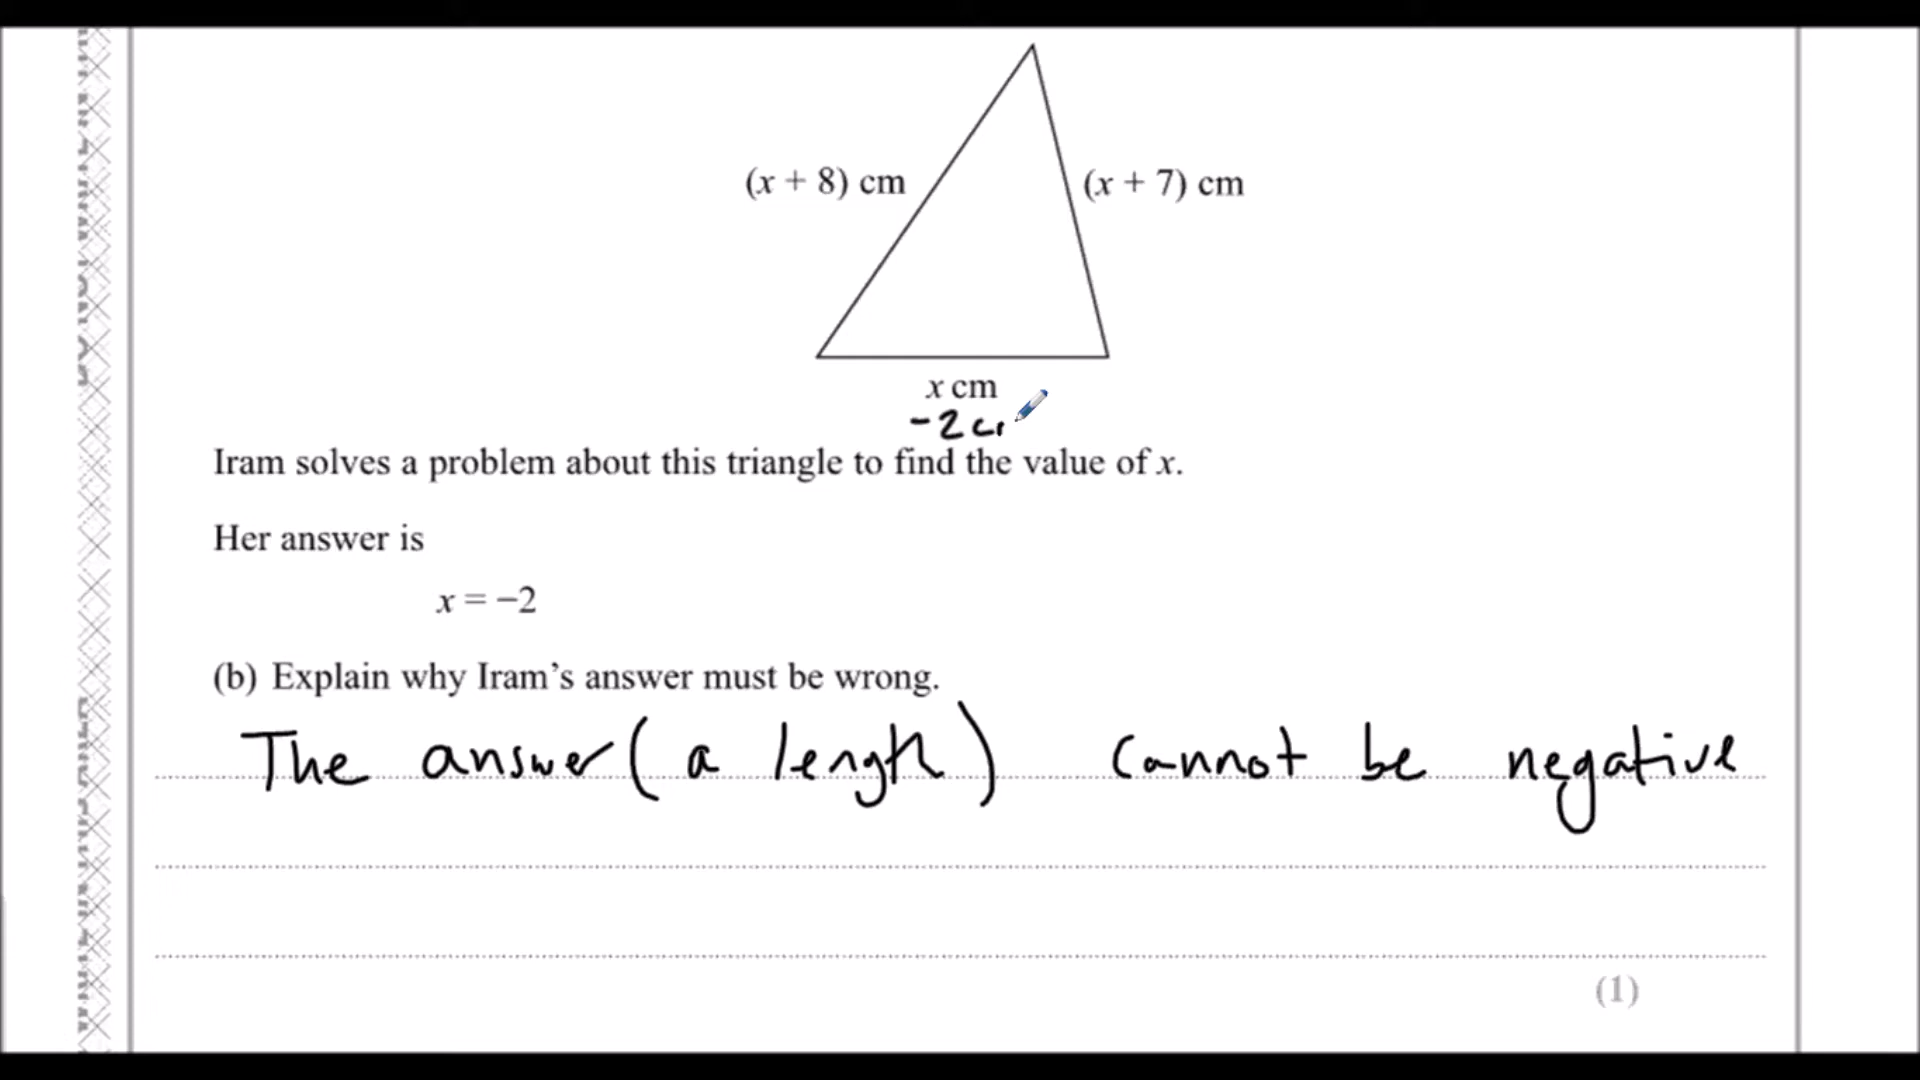 (x + 8) cm
(x + 7) cm
x cm
-2 c
Iram solves a problem about this triangle to find the value of x.
Her answer is
x = −2
(b) Explain why Iram's answer must be wrong.
The answer (a length) cannot be negative
(1)